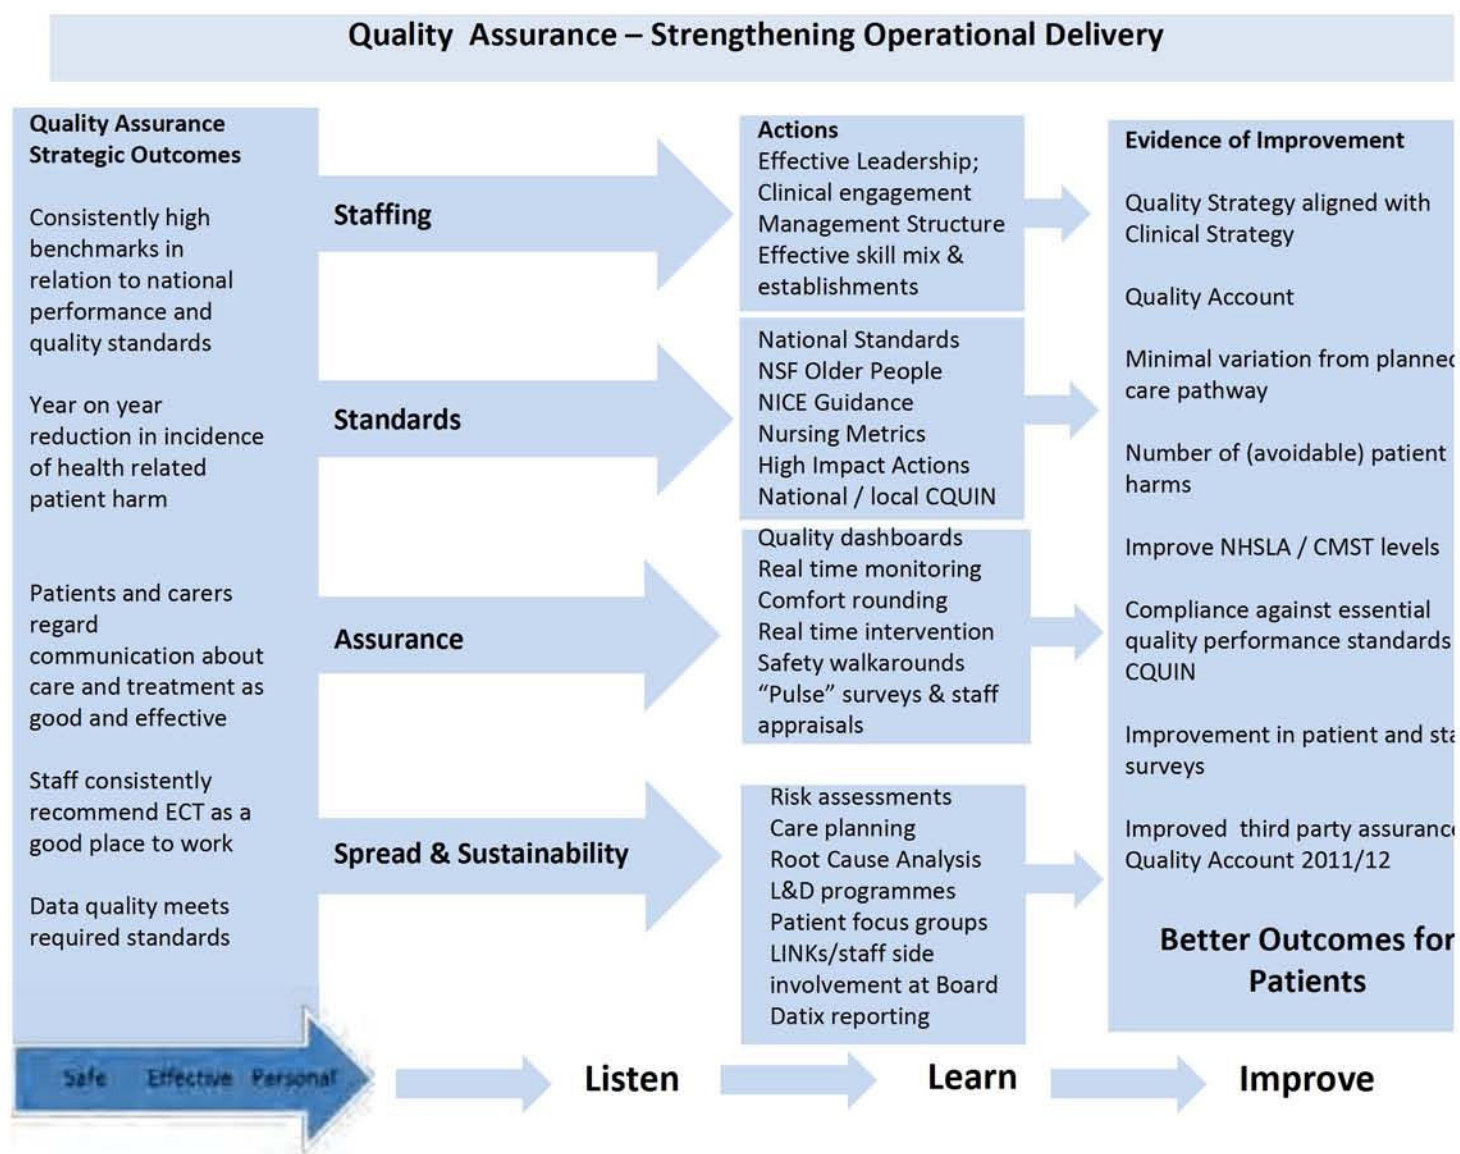 Quality Assurance – Strengthening Operational Delivery
Quality Assurance
Strategic Outcomes
Consistently high
benchmarks in
relation to national
performance and
quality standards
Year on year
reduction in incidence
of health related
patient harm
Patients and carers
regard
communication about
care and treatment as
good and effective
Staff consistently
recommend ECT as a
good place to work
Data quality meets
required standards
Staffing
Standards
Assurance
Spread & Sustainability
Actions
Effective Leadership;
Clinical engagement
Management Structure
Effective skill mix &
establishments
National Standards
NSF Older People
NICE Guidance
Nursing Metrics
High Impact Actions
National / local CQUIN
Quality dashboards
Real time monitoring
Comfort rounding
Real time intervention
Safety walkarounds
“Pulse” surveys & staff
appraisals
Risk assessments
Care planning
Root Cause Analysis
L&D programmes
Patient focus groups
LINKs/staff side
involvement at Board
Datix reporting
Evidence of Improvement
Quality Strategy aligned with
Clinical Strategy
Quality Account
Minimal variation from planned
care pathway
Number of (avoidable) patient
harms
Improve NHSLA / CMST levels
Compliance against essential
quality performance standards
CQUIN
Improvement in patient and
surveys
Improved third party assurance
Quality Account 2011/12
Better Outcomes for
Patients
Safe Effective Personal
Listen
Learn
Improve